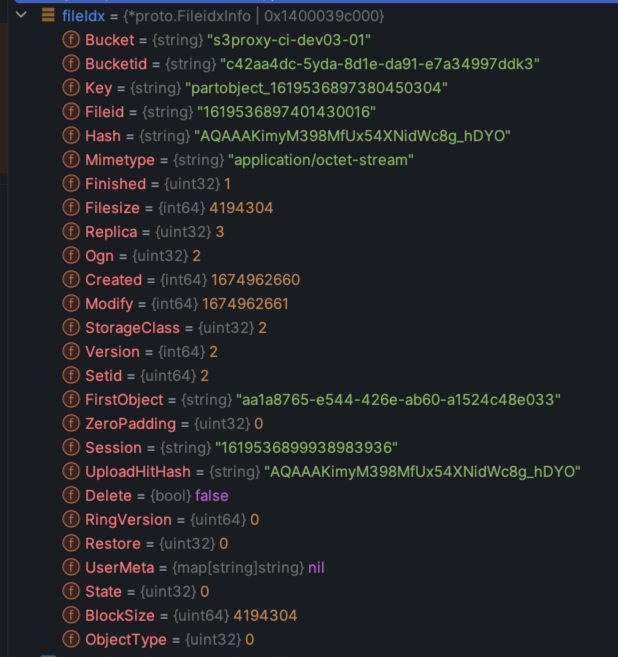 fileIdx = {*proto.FileidxInfo | 0x1400039c000}
f Bucket = {string} "s3proxy-ci-dev03-01"
f Bucketid = {string} "c42aa4dc-5yda-8d1e-da91-e7a34997ddk3"
f Key = {string} "partobject_1619536897380450304"
f Fileid = {string} "1619536897401430016"
f Hash = {string} "AQAAAKimyM398MfUx54XNidWc8g_hDYO"
f Mimetype = {string} "application/octet-stream"
f Finished = {uint32} 1
f Filesize = {int64} 4194304
f Replica = {uint32} 3
f Ogn = {uint32} 2
f Created = {int64} 1674962660
f Modify = {int64} 1674962661
f StorageClass = {uint32} 2
f Version = {int64} 2
f Setid = {uint64} 2
f FirstObject = {string} "aa1a8765-e544-426e-ab60-a1524c48e033"
f ZeroPadding = {uint32} 0
f Session = {string} "1619536899938983936"
f UploadHitHash = {string} "AQAAAKimyM398MfUx54XNidWc8g_hDYO"
f Delete = {bool} false
f RingVersion = {uint64} 0
f Restore = {uint32} 0
f UserMeta = {map[string]string} nil
f State = {uint32} 0
f BlockSize = {uint64} 4194304
f ObjectType = {uint32} 0